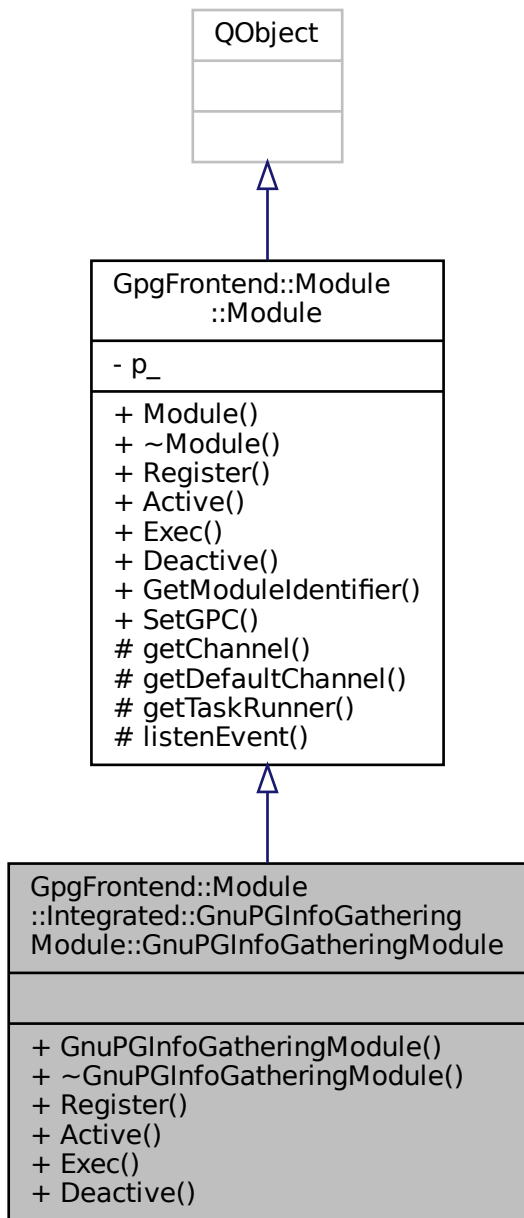 QObject
GpgFrontend::Module
::Module
- p_
+ Module()
+ ~Module()
+ Register()
+ Active()
+ Exec()
+ Deactive()
+ GetModuleIdentifier()
+ SetGPC()
# getChannel()
# getDefaultChannel()
# getTaskRunner()
# listenEvent()
GpgFrontend::Module
::Integrated::GnuPGInfoGathering
Module::GnuPGInfoGatheringModule
+ GnuPGInfoGatheringModule()
+ ~GnuPGInfoGatheringModule()
+ Register()
+ Active()
+ Exec()
+ Deactive()